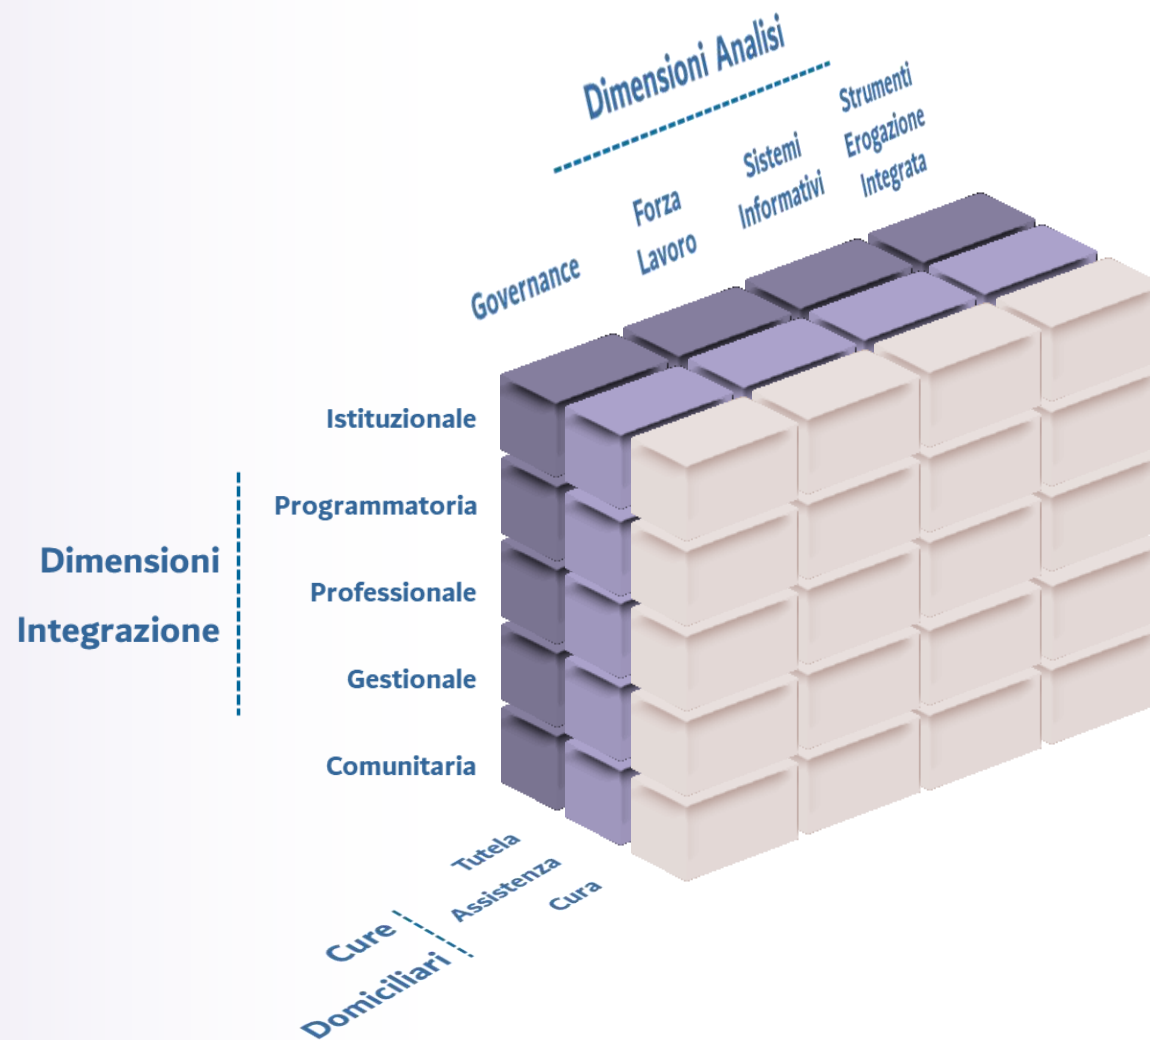 Dimensioni Analisi
Strumenti
Erogazione
Integrata
Sistemi
Informativi
Forza
Lavoro
Governance
Istituzionale
Programmatoria
Professionale
Gestionale
Comunitaria
Dimensioni
Integrazione
Tutela
Assistenza
Cura
Cure
Domiciliari